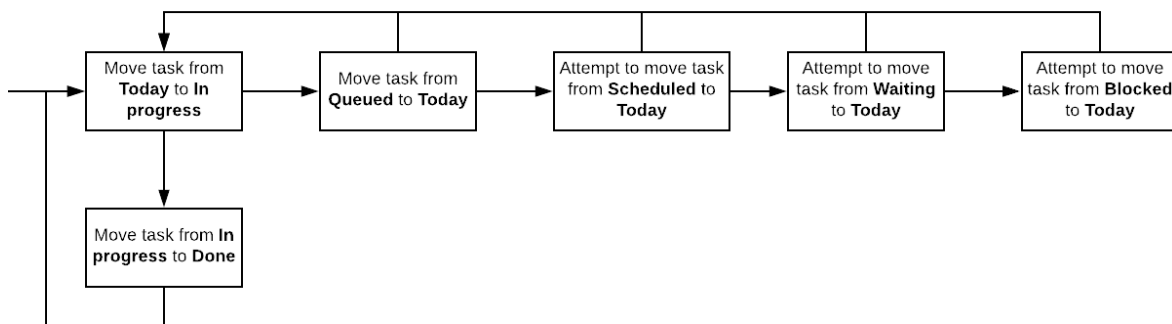 Move task from
Today to In
progress
Move task from
Queued to Today
Attempt to move task
from Scheduled to
Today
Attempt to move
task from Waiting
to Today
Attempt to move
task from Blocked
to Today
Move task from In
progress to Done